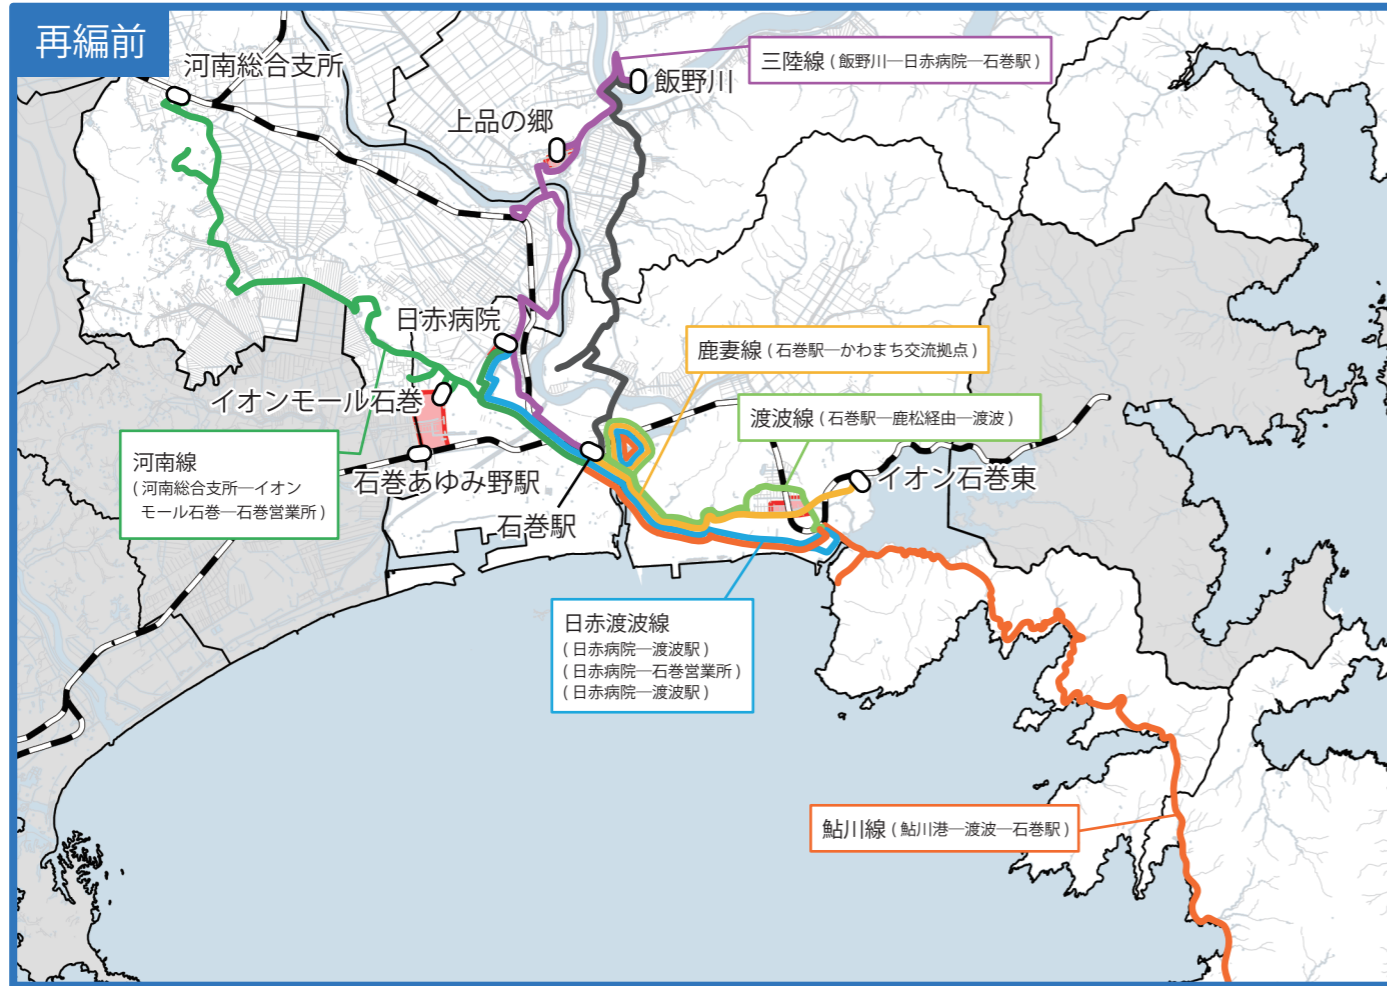 再編前
河南総合支所
三陸線 ( 飯野川―日赤病院―石巻駅 )
飯野川
上品の郷
日赤病院
鹿妻線 ( 石巻駅―かわまち交流拠点 )
イオンモール石巻
渡波線 ( 石巻駅―鹿松経由―渡波 )
河南線
( 河南総合支所―イオン
モール石巻―石巻営業所 )
石巻あゆみ野駅
イオン石巻東
石巻駅
日赤渡波線
( 日赤病院―渡波駅 )
( 日赤病院―石巻営業所 )
( 日赤病院―渡波駅 )
鮎川線 ( 鮎川港―渡波―石巻駅 )